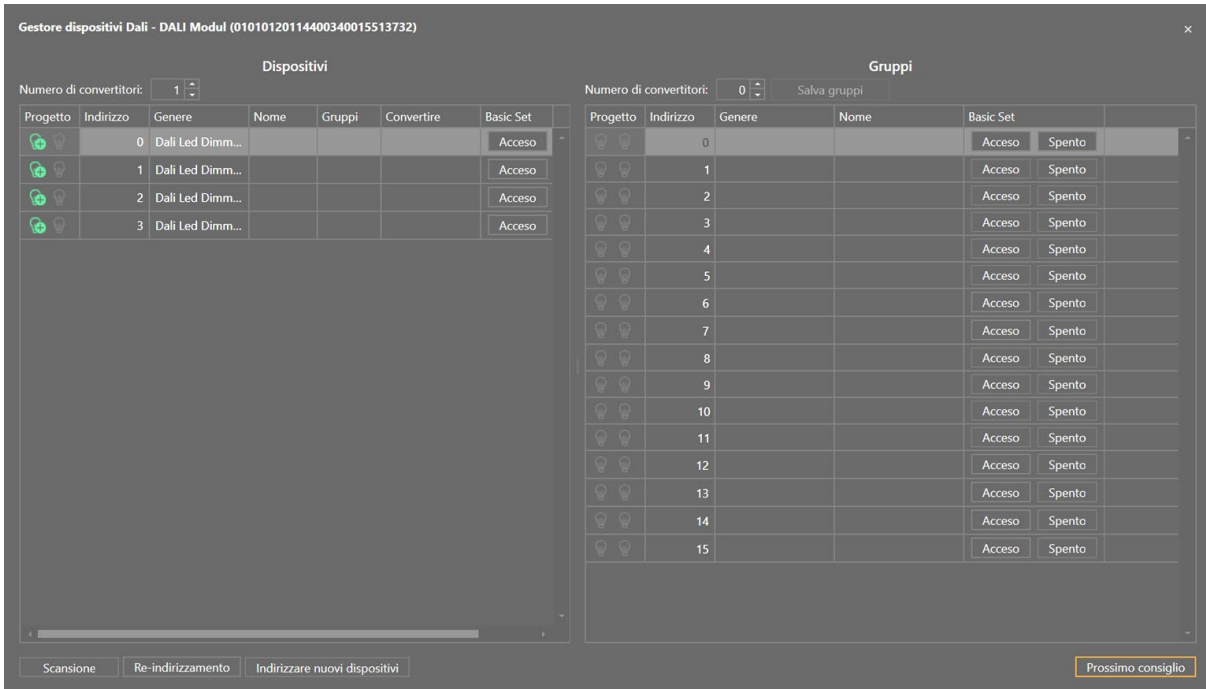 Gestore dispositivi Dali - DALI Modul (01010120114400340015513732)
Dispositivi
Numero di convertitori: 1
Progetto Indirizzo Genere Nome Gruppi Convertire Basic Set
0 Dali Led Dimm... Acceso
1 Dali Led Dimm... Acceso
2 Dali Led Dimm... Acceso
3 Dali Led Dimm... Acceso
Gruppi
Numero di convertitori: 0 Salva gruppi
Progetto Indirizzo Genere Nome Basic Set
0 Acceso Spento
1 Acceso Spento
2 Acceso Spento
3 Acceso Spento
4 Acceso Spento
5 Acceso Spento
6 Acceso Spento
7 Acceso Spento
8 Acceso Spento
9 Acceso Spento
10 Acceso Spento
11 Acceso Spento
12 Acceso Spento
13 Acceso Spento
14 Acceso Spento
15 Acceso Spento
Scansione Re-indirizzamento Indirizzare nuovi dispositivi Prossimo consiglio